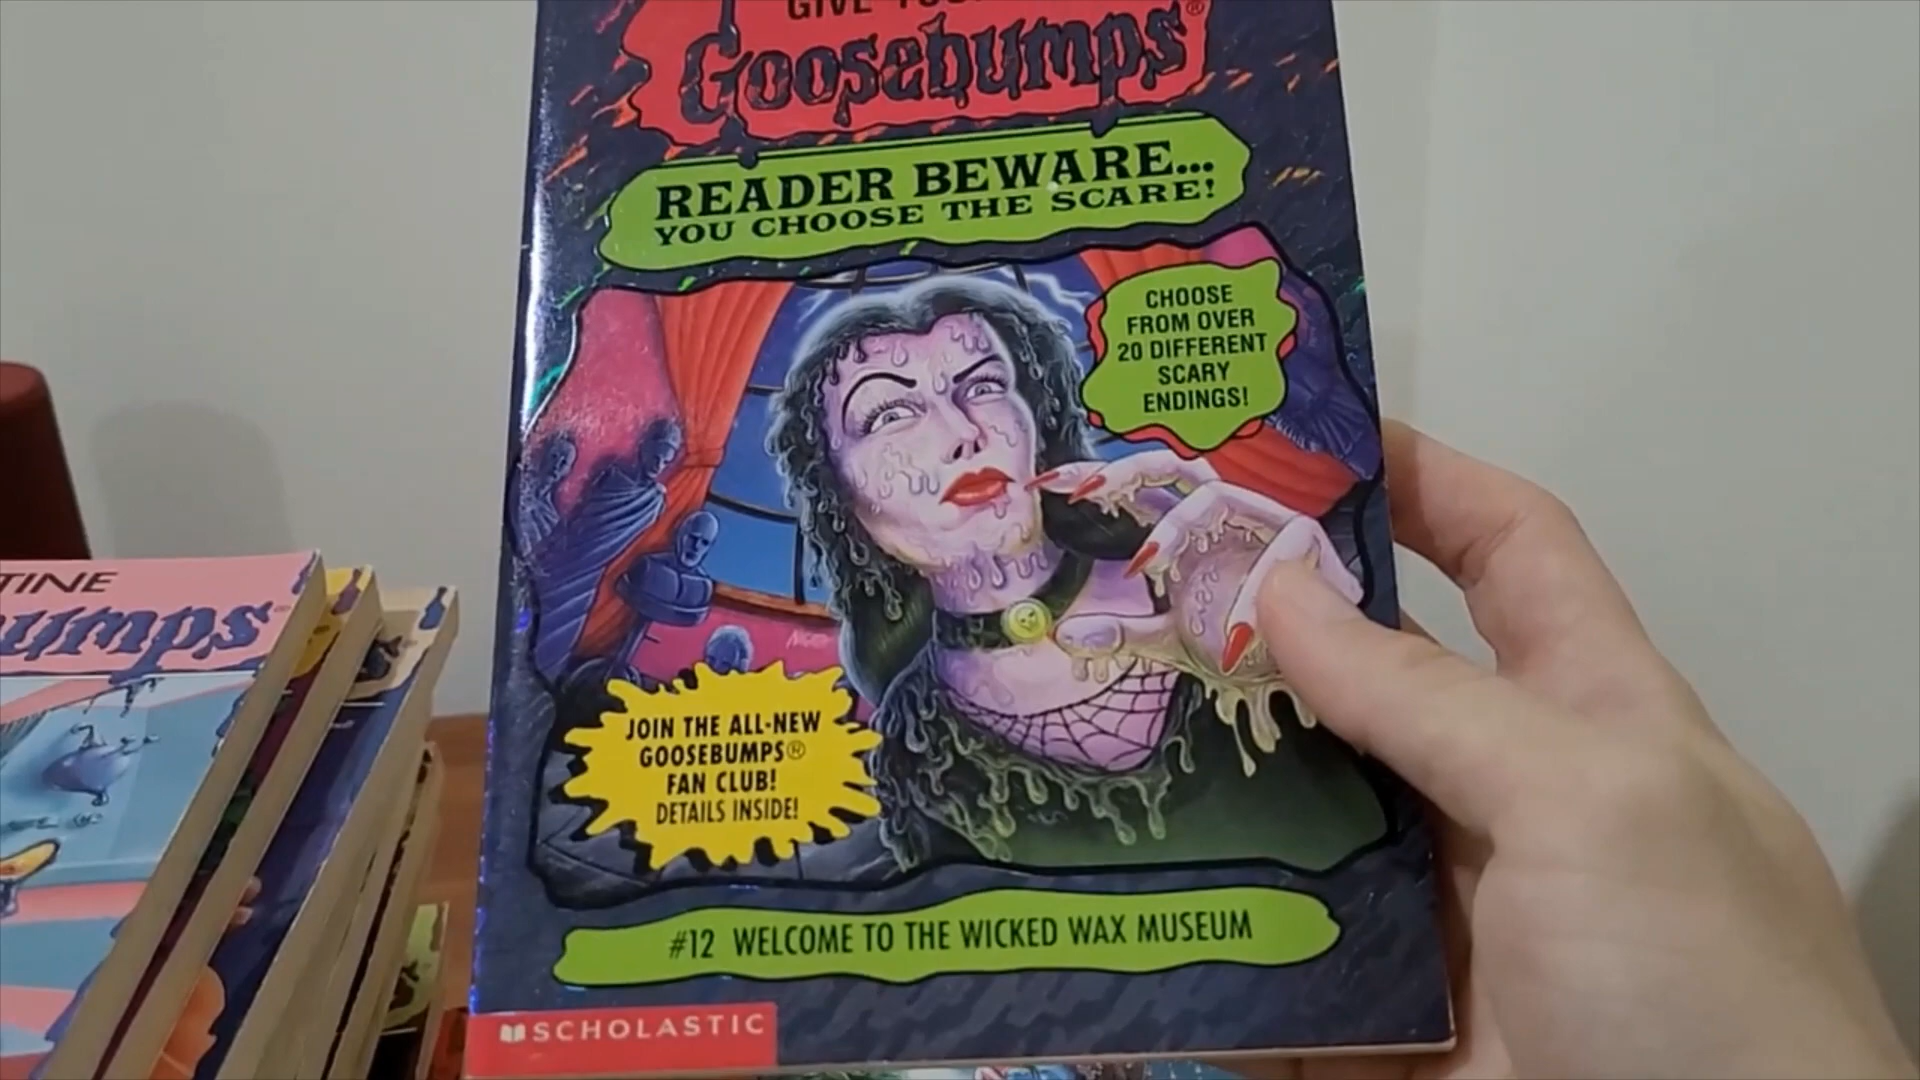 GIVE
Goosebumps®
READER BEWARE...
YOU CHOOSE THE SCARE!
CHOOSE
FROM OVER
20 DIFFERENT
SCARY
ENDINGS!
JOIN THE ALL-NEW
GOOSEBUMPS®
FAN CLUB!
DETAILS INSIDE!
#12 WELCOME TO THE WICKED WAX MUSEUM
SCHOLASTIC
TINE
umps